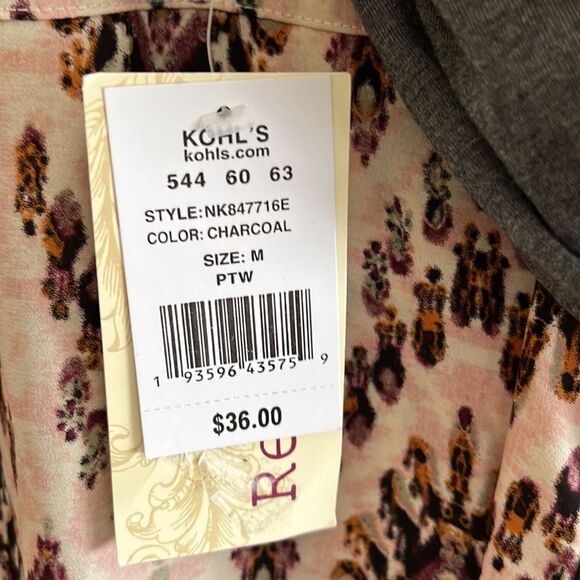 KOHL'S
kohls.com
544 60 63
STYLE:NK847716E
COLOR: CHARCOAL
SIZE: M
PTW
1 93596 43575 9
$36.00
Re